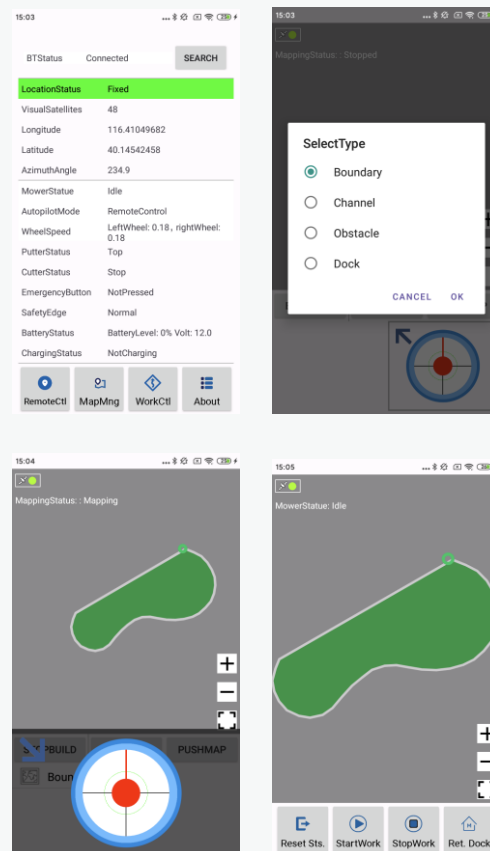 15:03
BTStatus Connected SEARCH
LocationStatus Fixed
VisualSatellites 48
Longitude 116.41049682
Latitude 40.14542458
AzimuthAngle 234.9
MowerStatue Idle
AutopilotMode RemoteControl
WheelSpeed LeftWheel: 0.18, rightWheel:
0.18
PutterStatus Top
CutterStatus Stop
EmergencyButton NotPressed
SafetyEdge Normal
BatteryStatus BatteryLevel: 0% Volt: 12.0
ChargingStatus NotCharging
RemoteCtl MapMng WorkCtl About
15:03
MappingStatus: : Stopped
SelectType
Boundary
Channel
Obstacle
Dock
CANCEL OK
15:04
MappingStatus: : Mapping
PUSHMAP
15:05
MowerStatue: Idle
Reset Sts. StartWork StopWork Ret. Dock